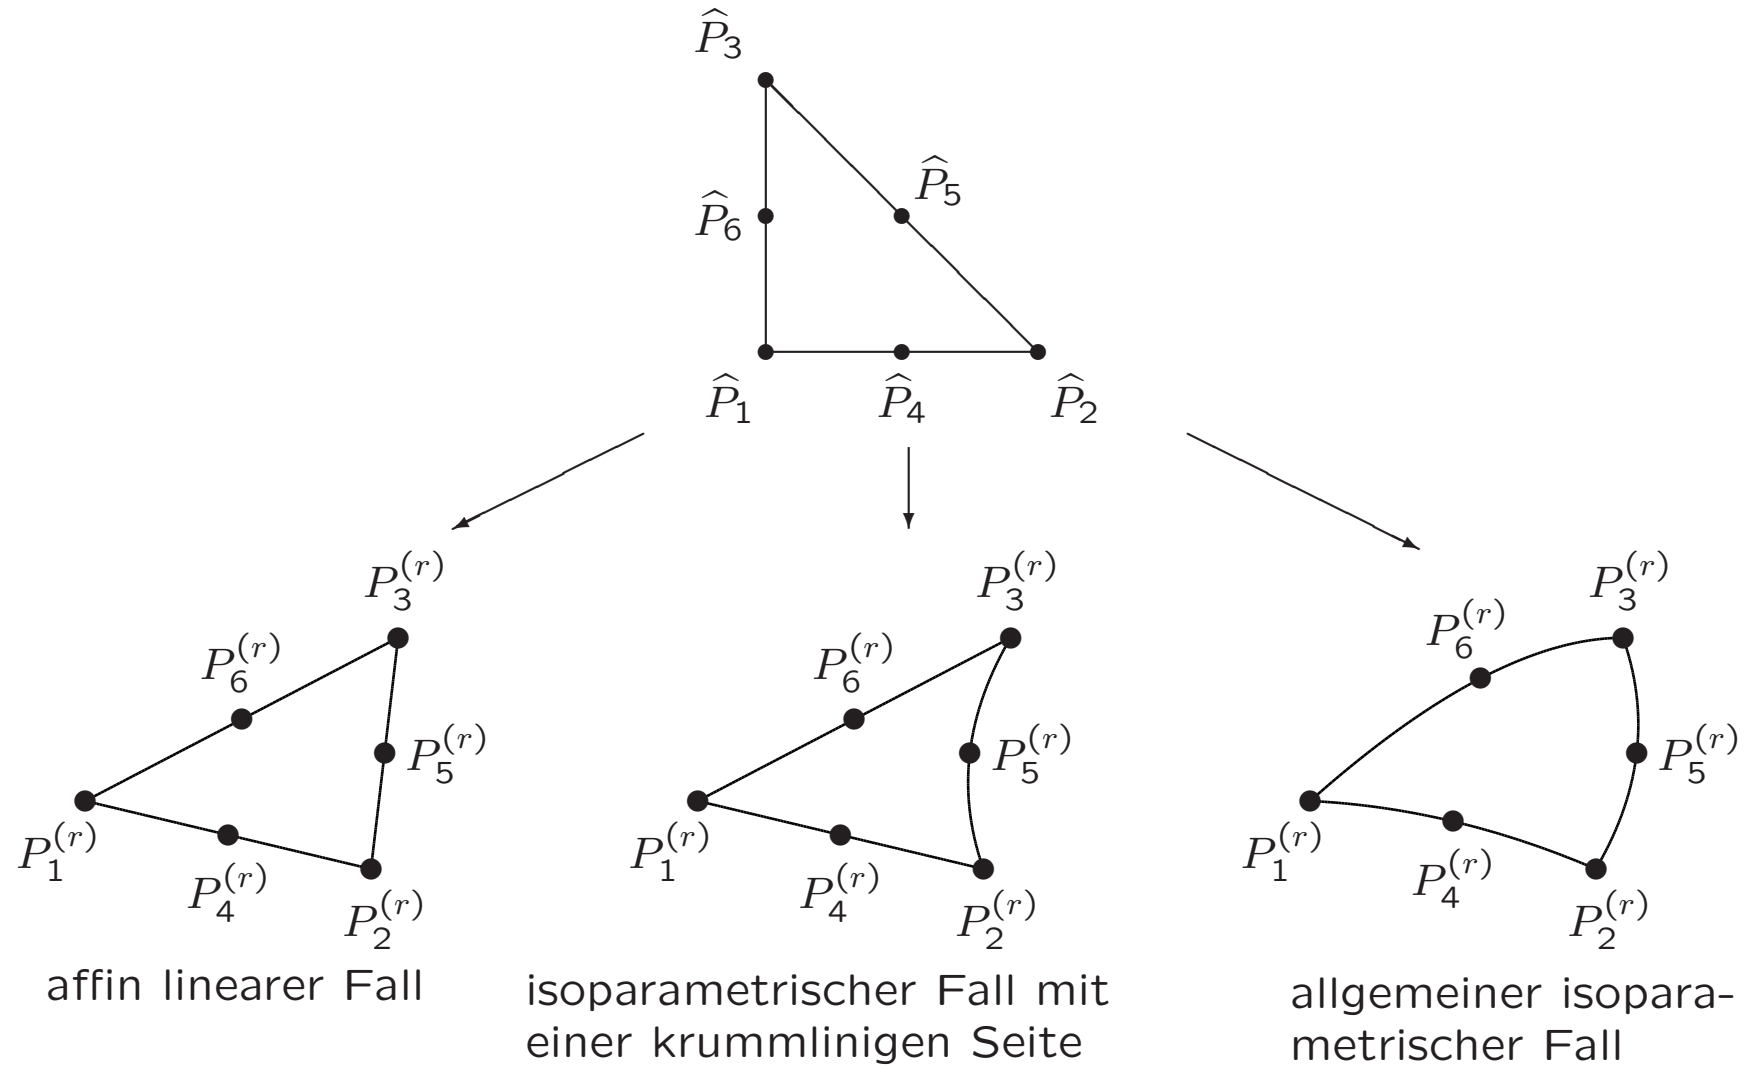 P̂₃
P̂₅
P̂₆
P̂₁ P̂₄ P̂₂
P₃⁽ʳ⁾
P₆⁽ʳ⁾
P₅⁽ʳ⁾
P₁⁽ʳ⁾
P₄⁽ʳ⁾
P₂⁽ʳ⁾
affin linearer Fall
P₃⁽ʳ⁾
P₆⁽ʳ⁾
P₅⁽ʳ⁾
P₁⁽ʳ⁾
P₄⁽ʳ⁾
P₂⁽ʳ⁾
isoparametrischer Fall mit
einer krummlinigen Seite
P₃⁽ʳ⁾
P₆⁽ʳ⁾
P₅⁽ʳ⁾
P₁⁽ʳ⁾
P₄⁽ʳ⁾
P₂⁽ʳ⁾
allgemeiner isopara-
metrischer Fall